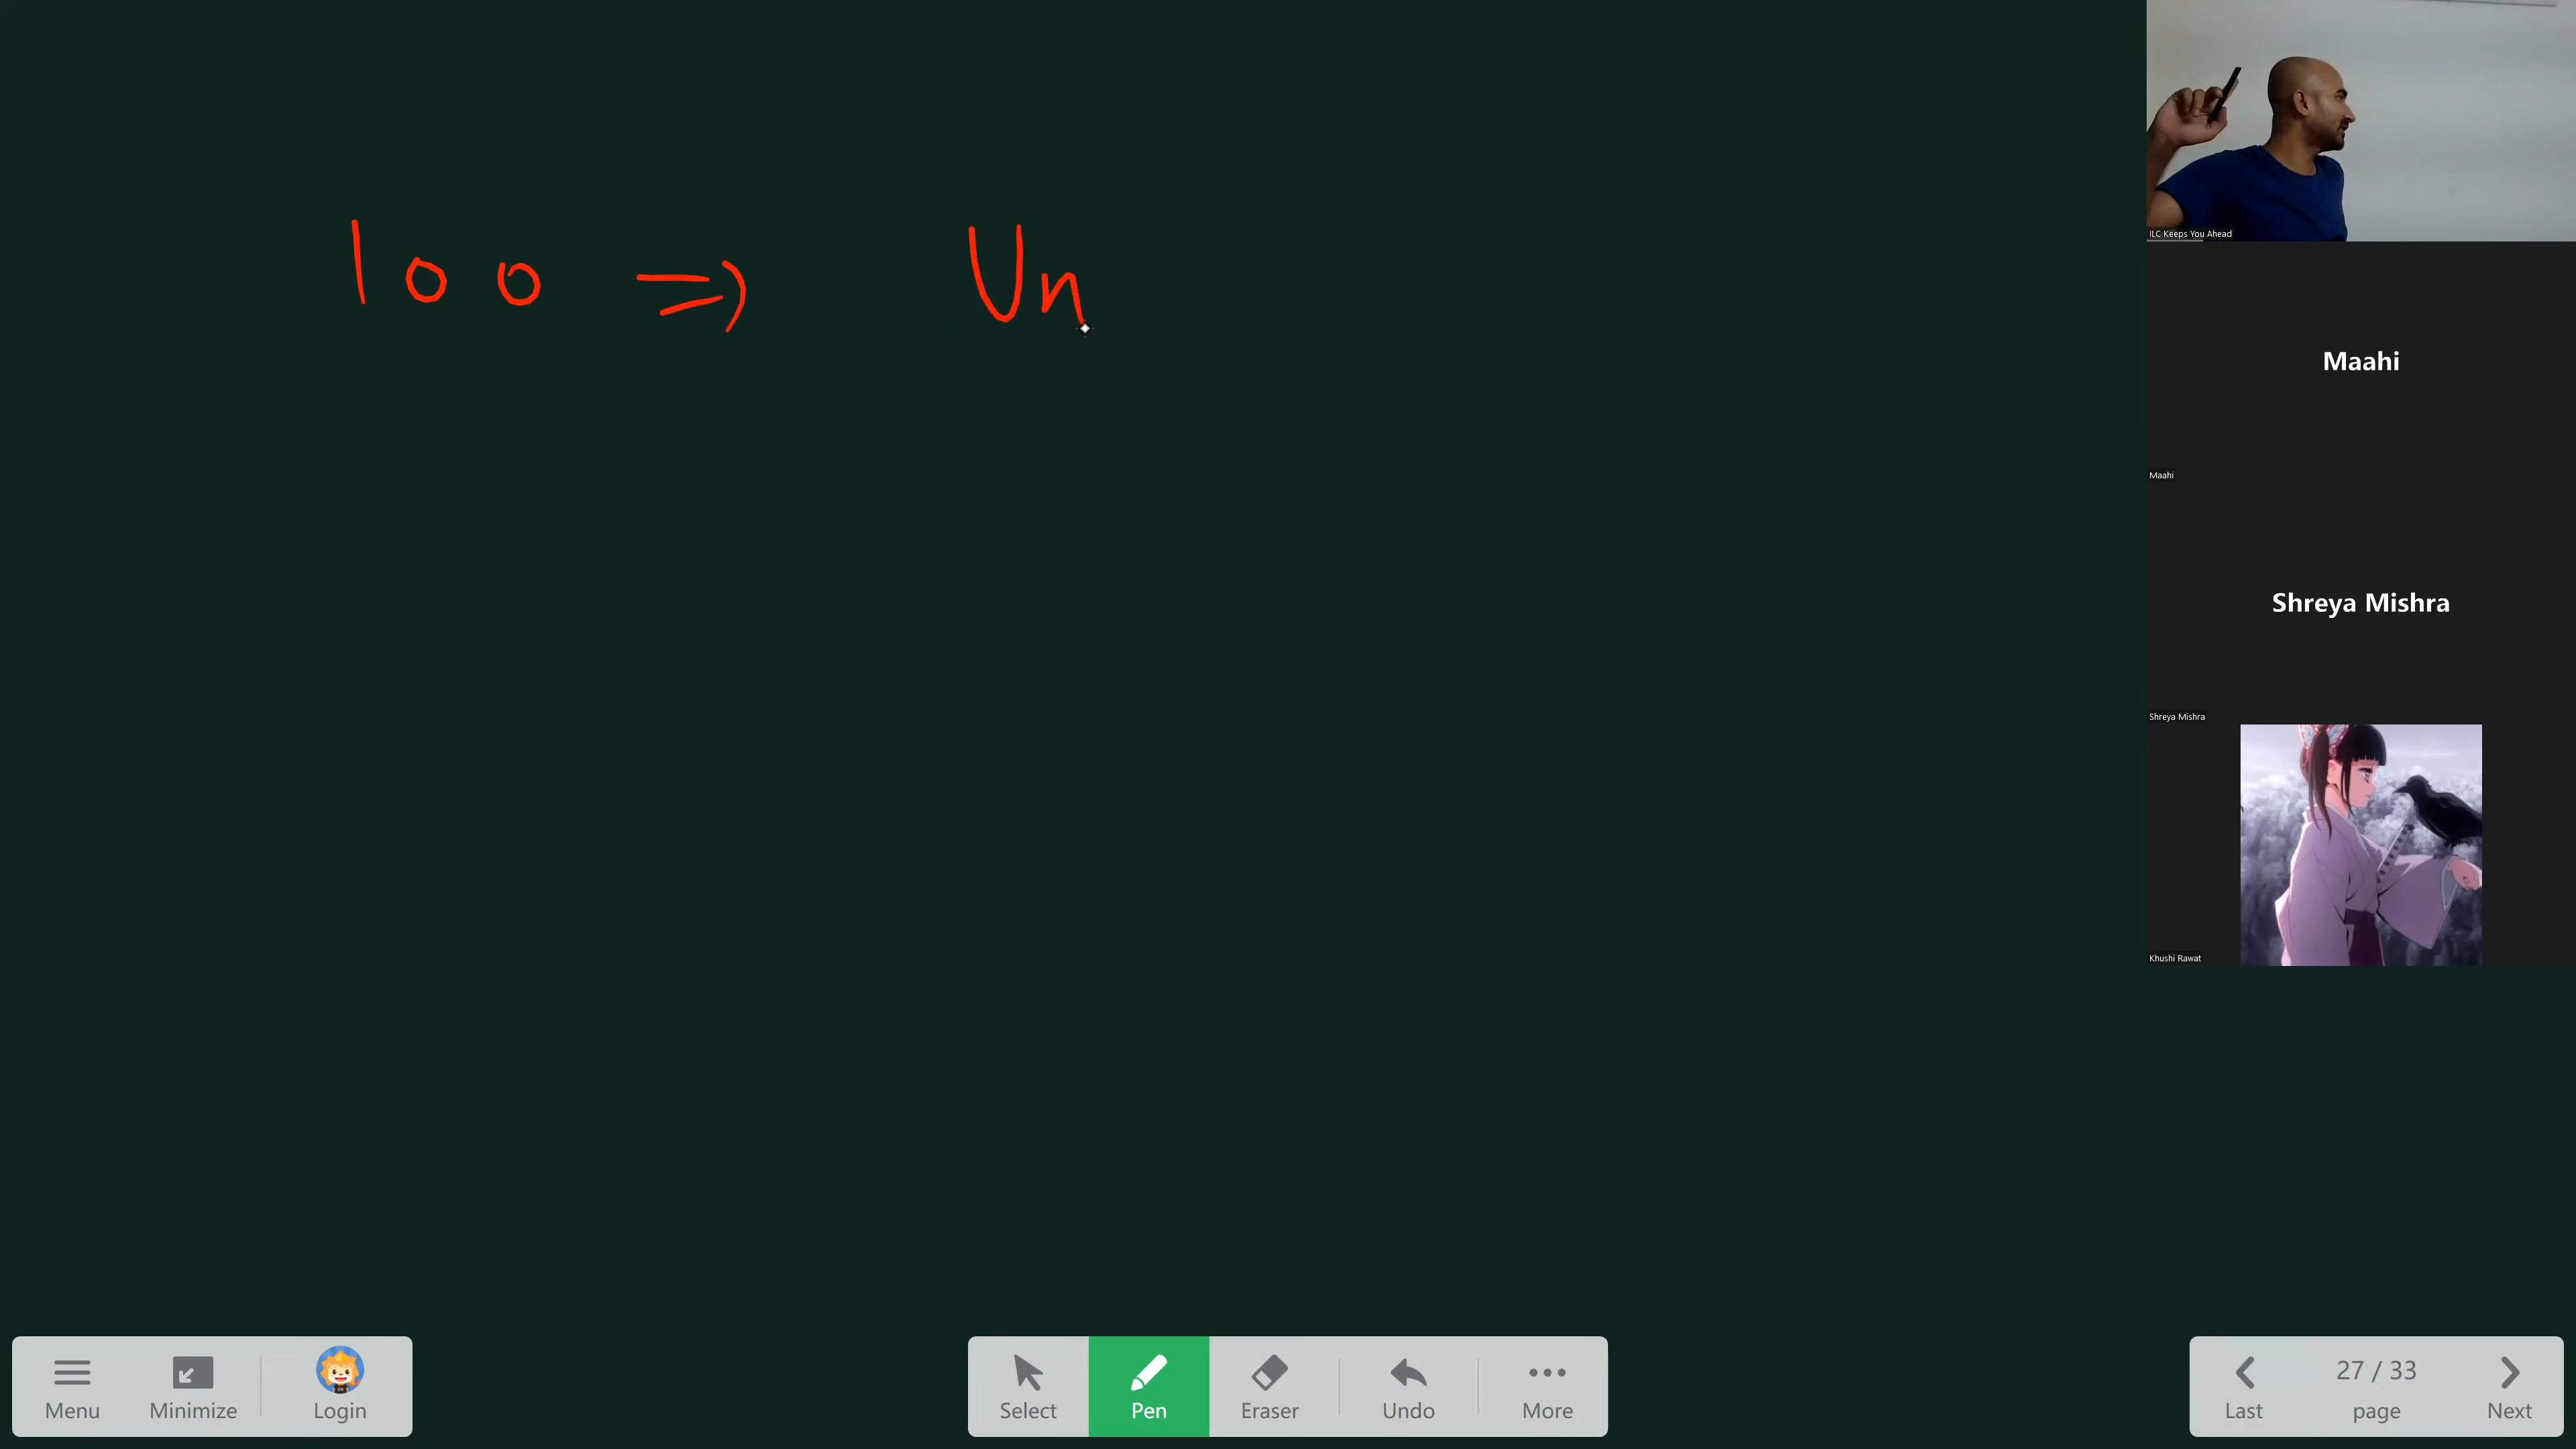 100 ⇒ Un
ILC Keeps You Ahead
Maahi
Maahi
Shreya Mishra
Shreya Mishra
Khushi Rawat
Menu Minimize Login
Select Pen Eraser Undo More
27 / 33
Last page Next